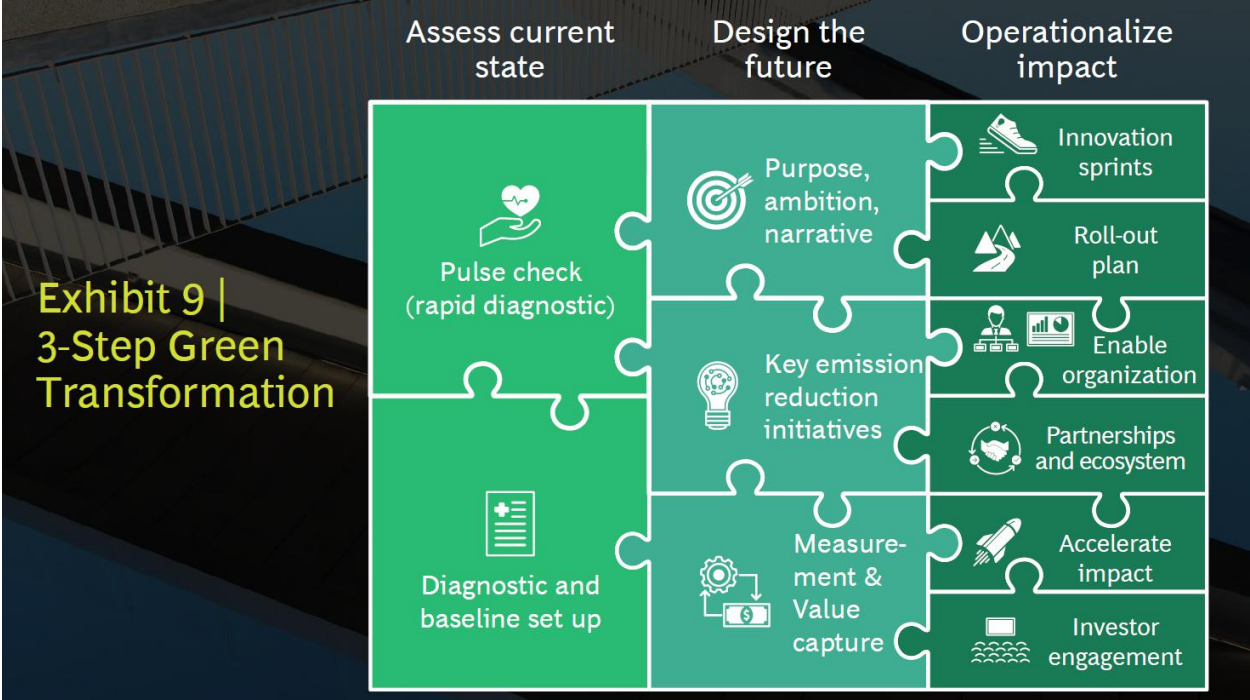 Assess current
state
Design the
future
Operationalize
impact
Exhibit 9 |
3-Step Green
Transformation
Pulse check
(rapid diagnostic)
Diagnostic and
baseline set up
Purpose,
ambition,
narrative
Key emission
reduction
initiatives
Measure-
ment &
Value
capture
$
Innovation
sprints
Roll-out
plan
Enable
organization
Partnerships
and ecosystem
Accelerate
impact
Investor
engagement